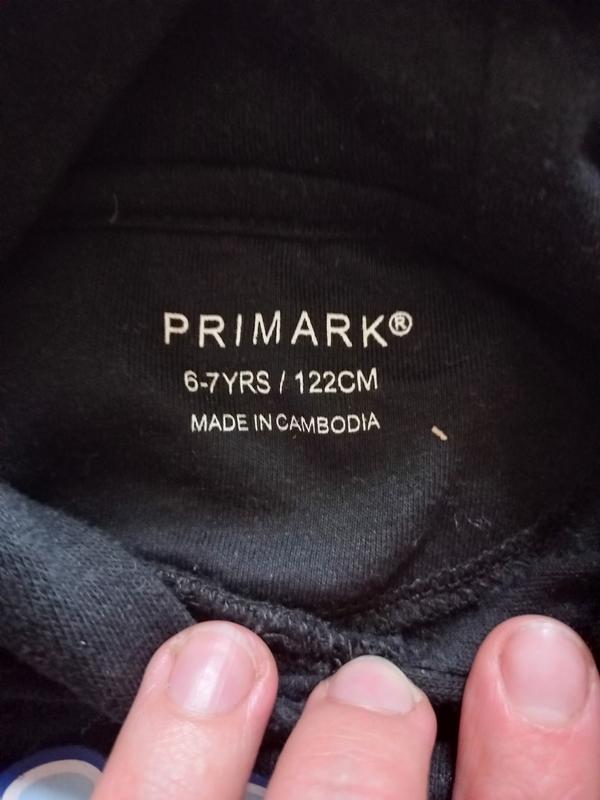 PRIMARK®
6-7YRS / 122CM
MADE IN CAMBODIA